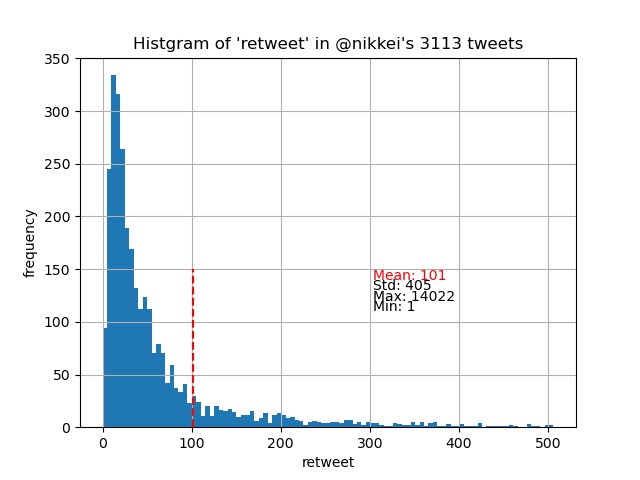 Histgram of 'retweet' in @nikkei's 3113 tweets
350
300
250
200
150
100
50
0
frequency
Mean: 101
Std: 405
Max: 14022
Min: 1
0 100 200 300 400 500
retweet